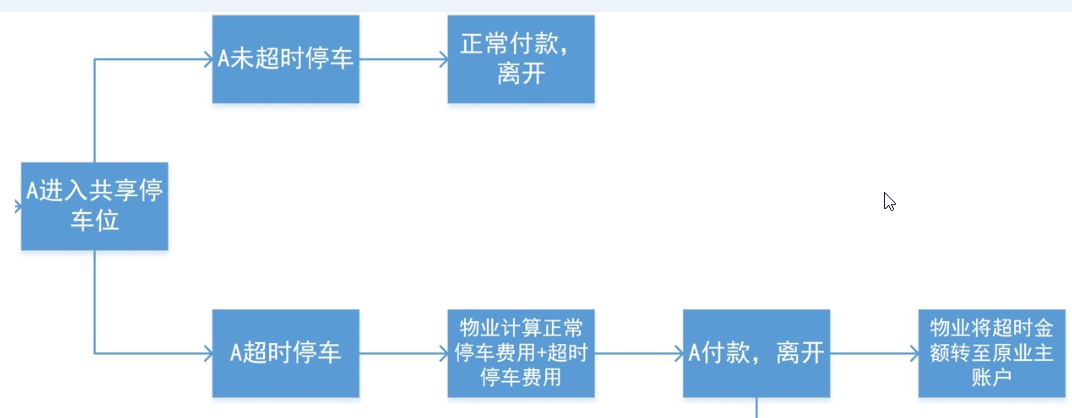 A未超时停车
正常付款，
离开
A进入共享停
车位
A超时停车
物业计算正常
停车费用+超时
停车费用
A付款，离开
物业将超时金
额转至原业主
账户